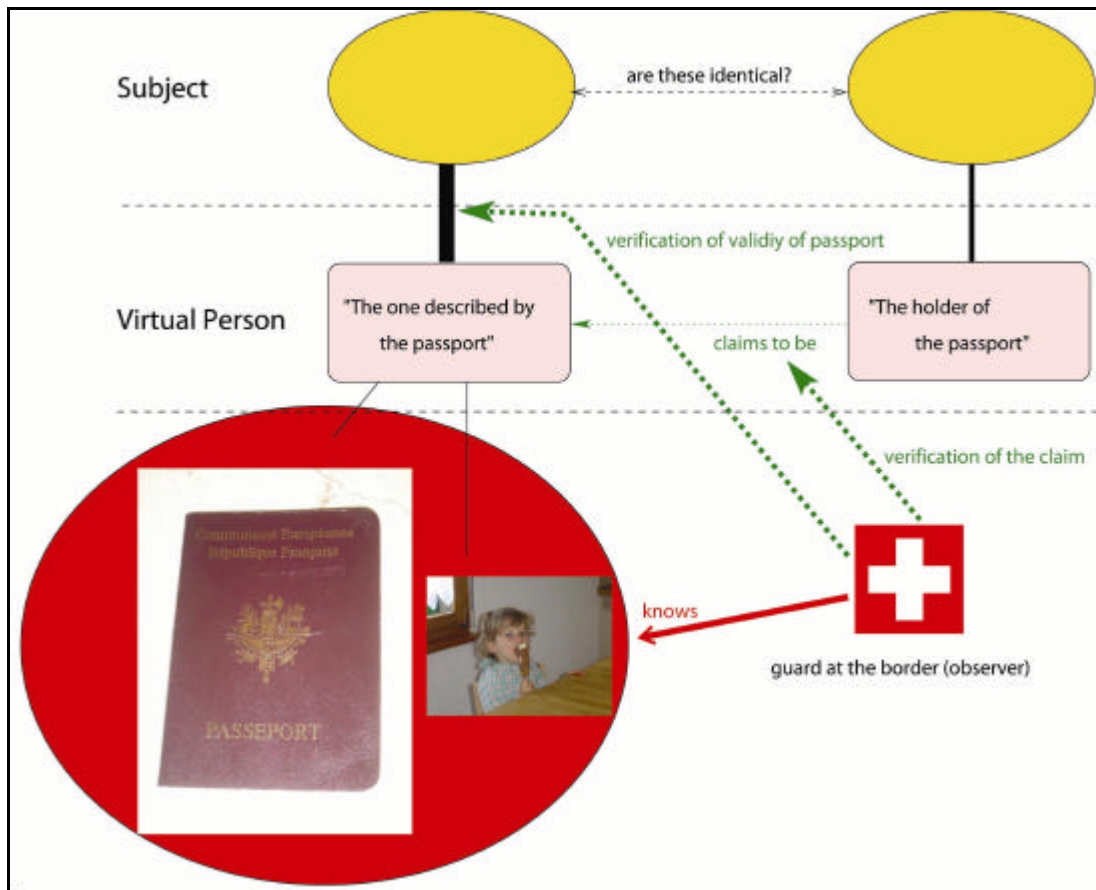 are these identical?
Subject
verification of validiy of passport
"The one described by
the passport"
"The holder of
the passport"
Virtual Person
claims to be
verification of the claim
Communauté Européenne
République Française
knows
guard at the border (observer)
PASSEPORT